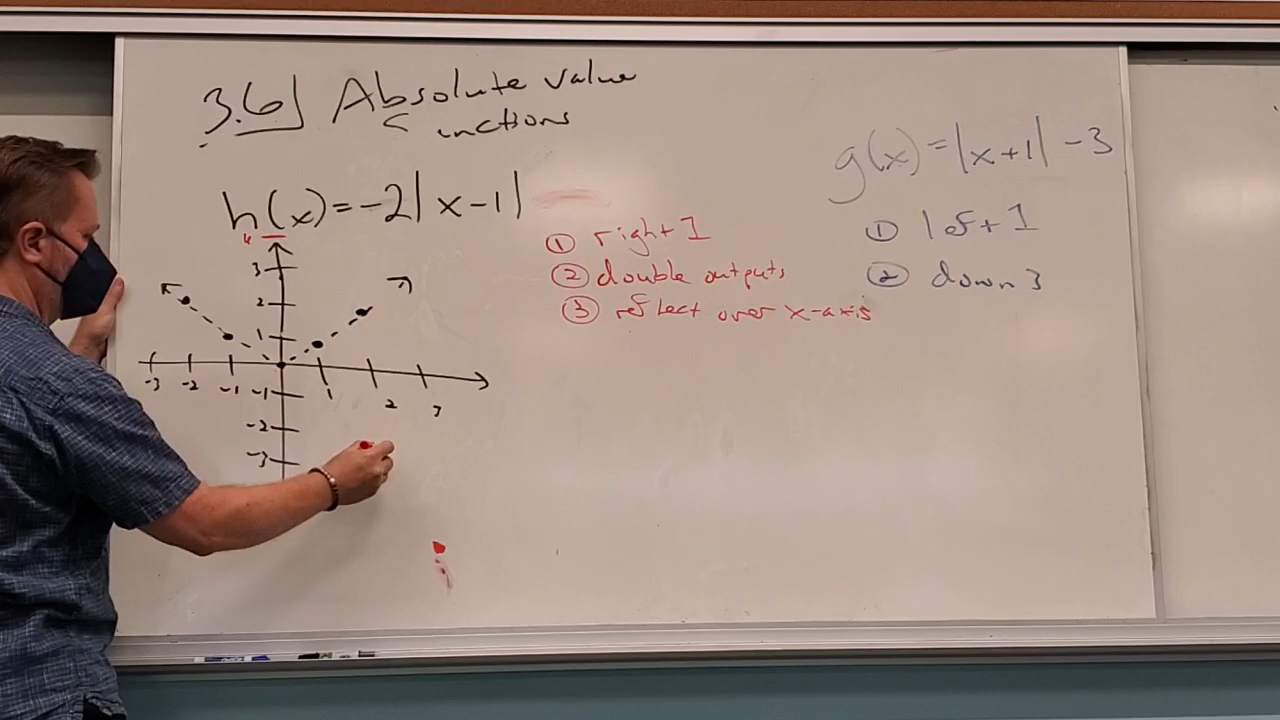 3.6 Absolute value
Functions
h(x) = -2|x-1|
① right 1
② double outputs
③ reflect over x-axis
g(x) = |x+1| -3
① left 1
② down 3
3
2
1
-3 -2 -1 -1 1 2 3
-2
-3